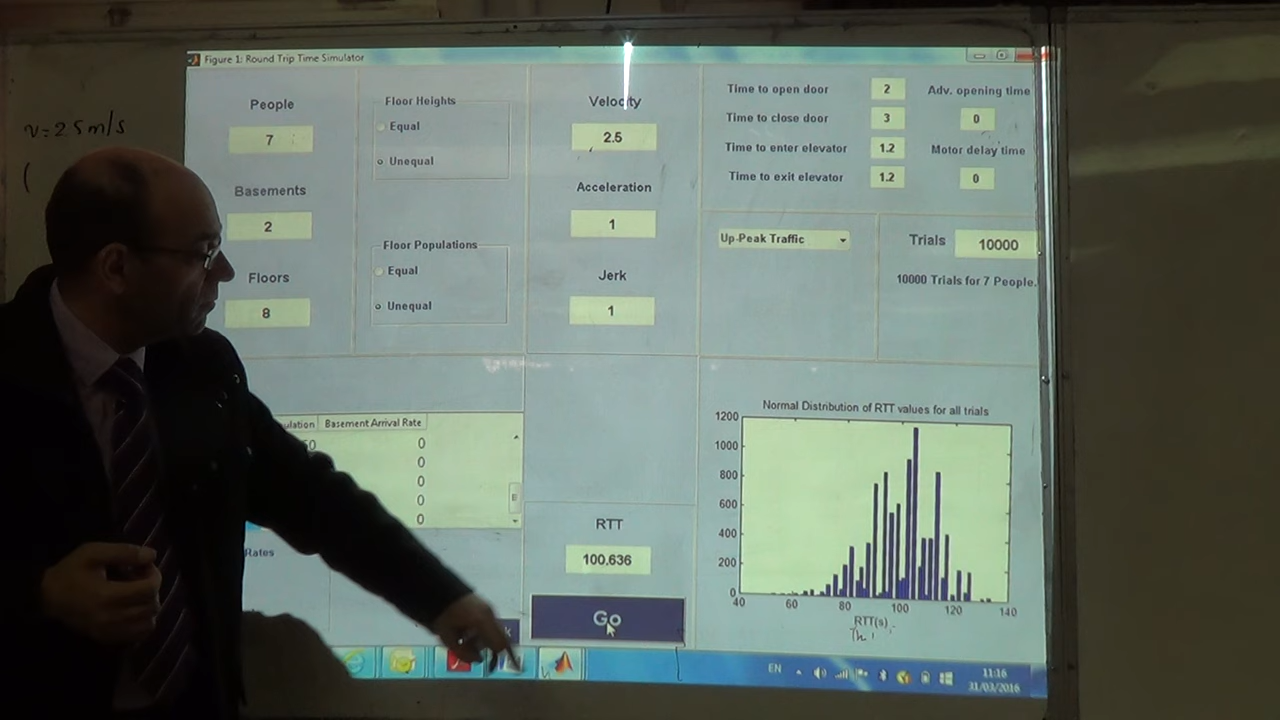 Figure 1: Round Trip Time Simulator
v=2.5 m/s
(
People
7
Basements
2
Floors
8
Floor Heights
Equal
Unequal
Floor Populations
Equal
Unequal
Velocity
2.5
Acceleration
1
Jerk
1
Time to open door 2
Time to close door 3
Time to enter elevator 1.2
Time to exit elevator 1.2
Adv. opening time
0
Motor delay time
0
Up-Peak Traffic
Trials 10000
10000 Trials for 7 People.
ulation Basement Arrival Rate
50 0
0
0
0
0
Rates
RTT
100.636
Go
k
Normal Distribution of RTT values for all trials
1200
1000
800
600
400
200
0
40 60 80 100 120 140
RTT(s)
EN
11:16
31/03/2016